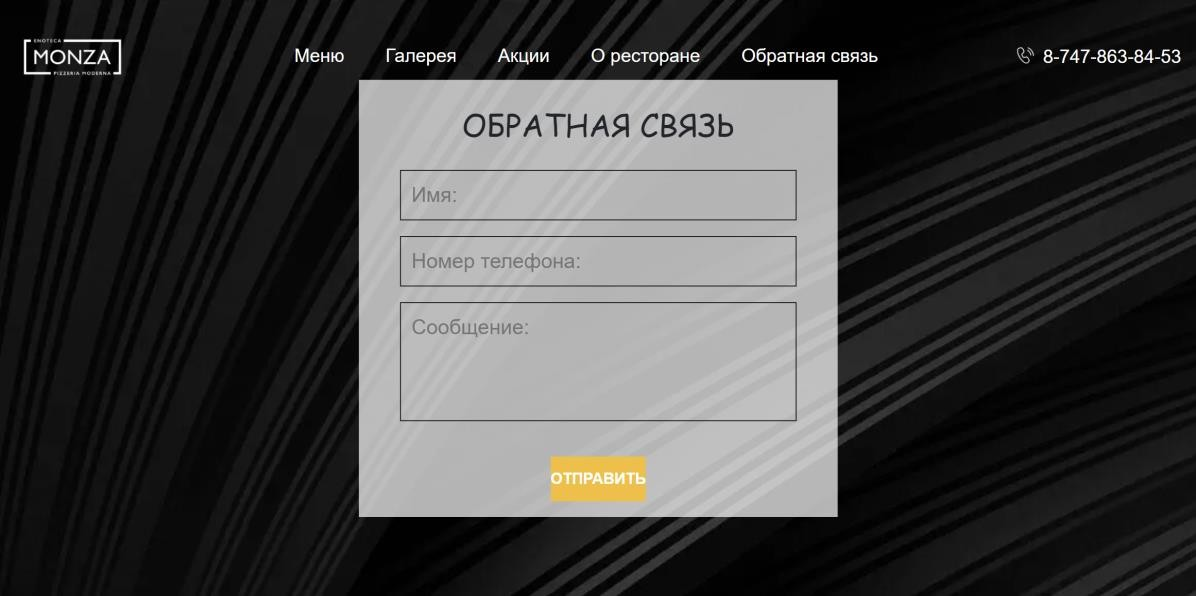 ENOTECA
MONZA
PIZZERIA MODERNA
Меню Галерея Акции О ресторане Обратная связь 8-747-863-84-53
ОБРАТНАЯ СВЯЗЬ
Имя:
Номер телефона:
Сообщение:
ОТПРАВИТЬ